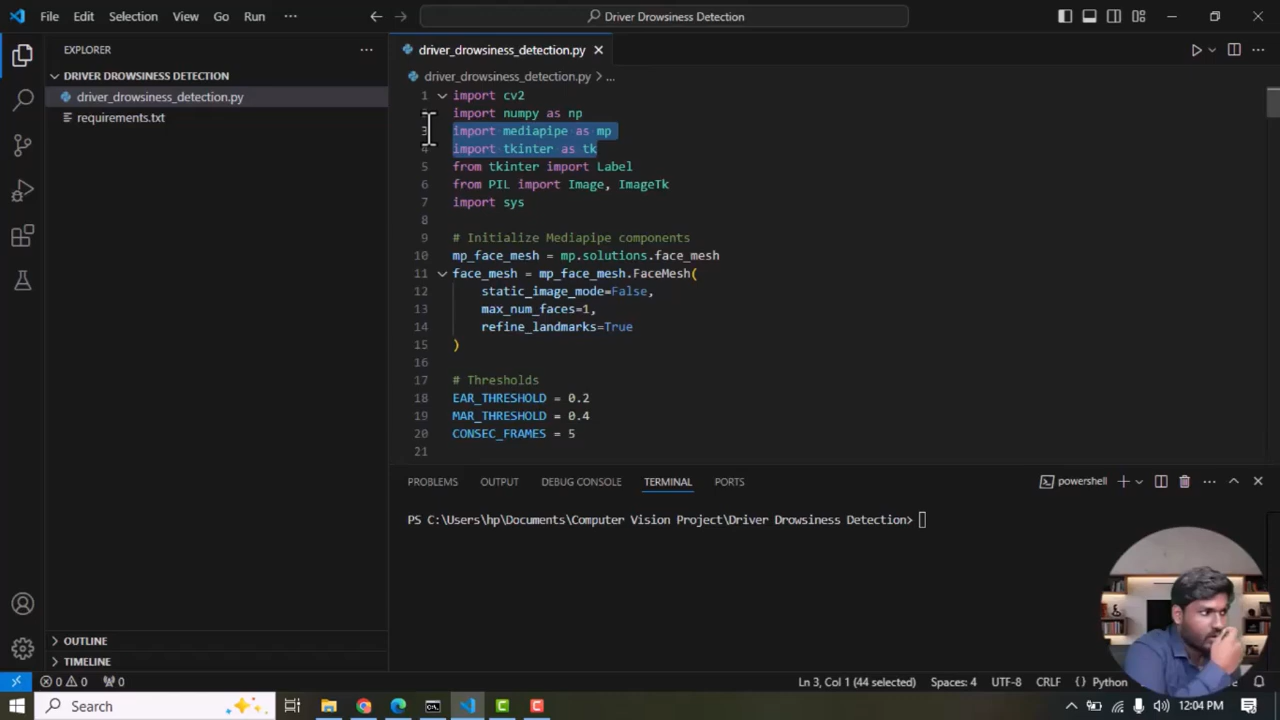 File Edit Selection View Go Run ··· Driver Drowsiness Detection
EXPLORER ···
DRIVER DROWSINESS DETECTION
driver_drowsiness_detection.py
requirements.txt
OUTLINE
TIMELINE
driver_drowsiness_detection.py
driver_drowsiness_detection.py > ...
1 import cv2
2 import numpy as np
3 import mediapipe as mp
4 import tkinter as tk
5 from tkinter import Label
6 from PIL import Image, ImageTk
7 import sys
8
9 # Initialize Mediapipe components
10 mp_face_mesh = mp.solutions.face_mesh
11 face_mesh = mp_face_mesh.FaceMesh(
12 static_image_mode=False,
13 max_num_faces=1,
14 refine_landmarks=True
15 )
16
17 # Thresholds
18 EAR_THRESHOLD = 0.2
19 MAR_THRESHOLD = 0.4
20 CONSEC_FRAMES = 5
21
PROBLEMS OUTPUT DEBUG CONSOLE TERMINAL PORTS powershell
PS C:\Users\hp\Documents\Computer Vision Project\Driver Drowsiness Detection>
0 0 0 Ln 3, Col 1 (44 selected) Spaces: 4 UTF-8 CRLF {} Python
Search 12:04 PM